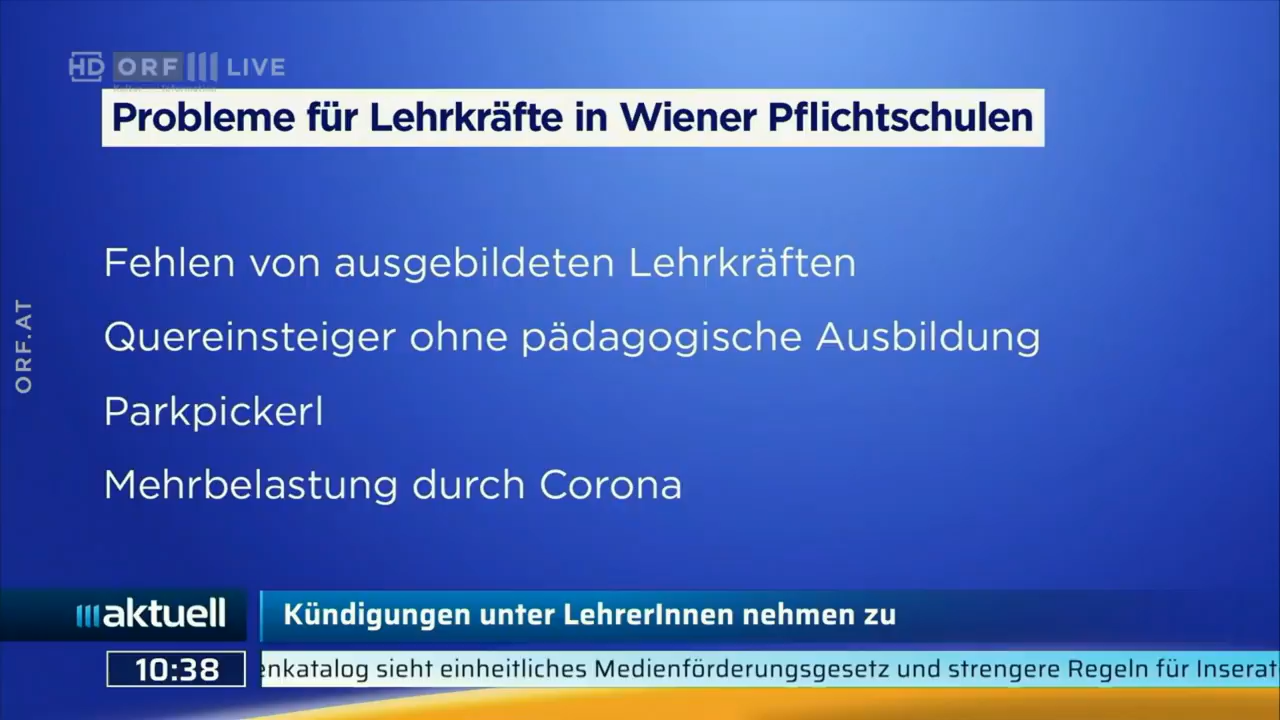 HD ORF III LIVE
Probleme für Lehrkräfte in Wiener Pflichtschulen
Fehlen von ausgebildeten Lehrkräften
Quereinsteiger ohne pädagogische Ausbildung
Parkpickerl
Mehrbelastung durch Corona
ORF.AT
III aktuell
Kündigungen unter LehrerInnen nehmen zu
10:38
enkatalog sieht einheitliches Medienförderungsgesetz und strengere Regeln für Inserat